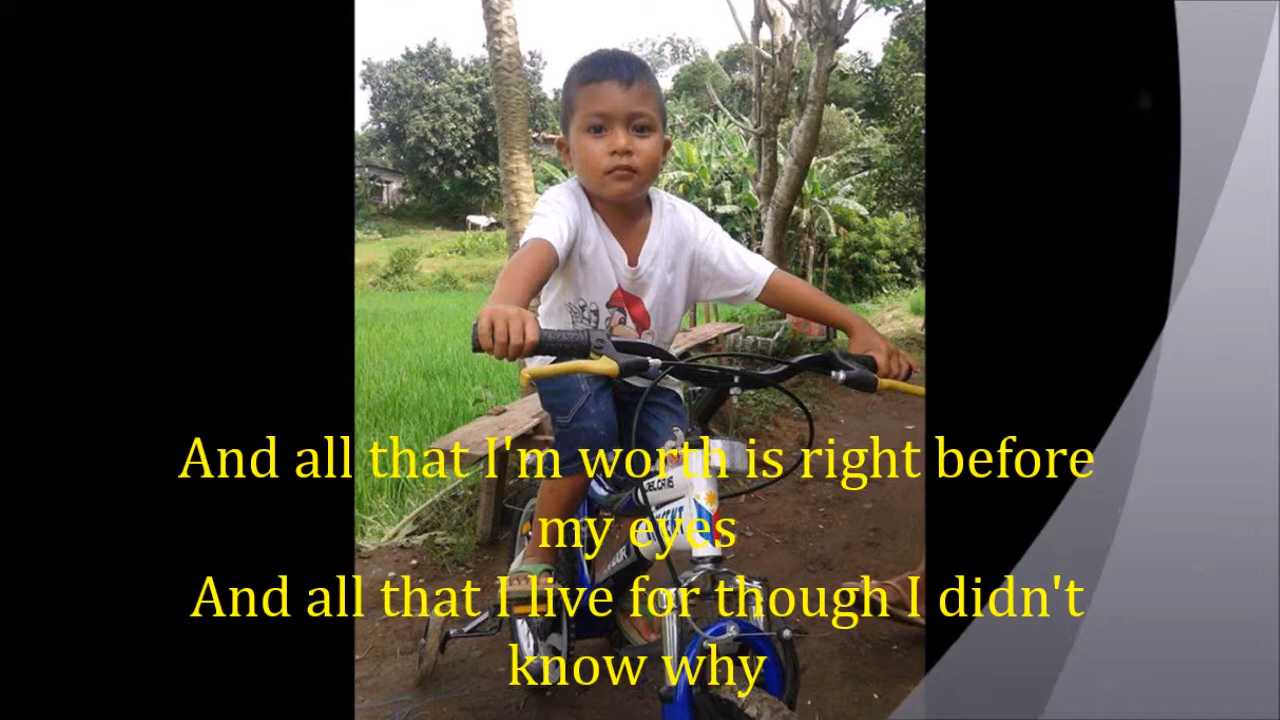 And all that I'm worth is right before
my eyes
And all that I live for though I didn't
know why